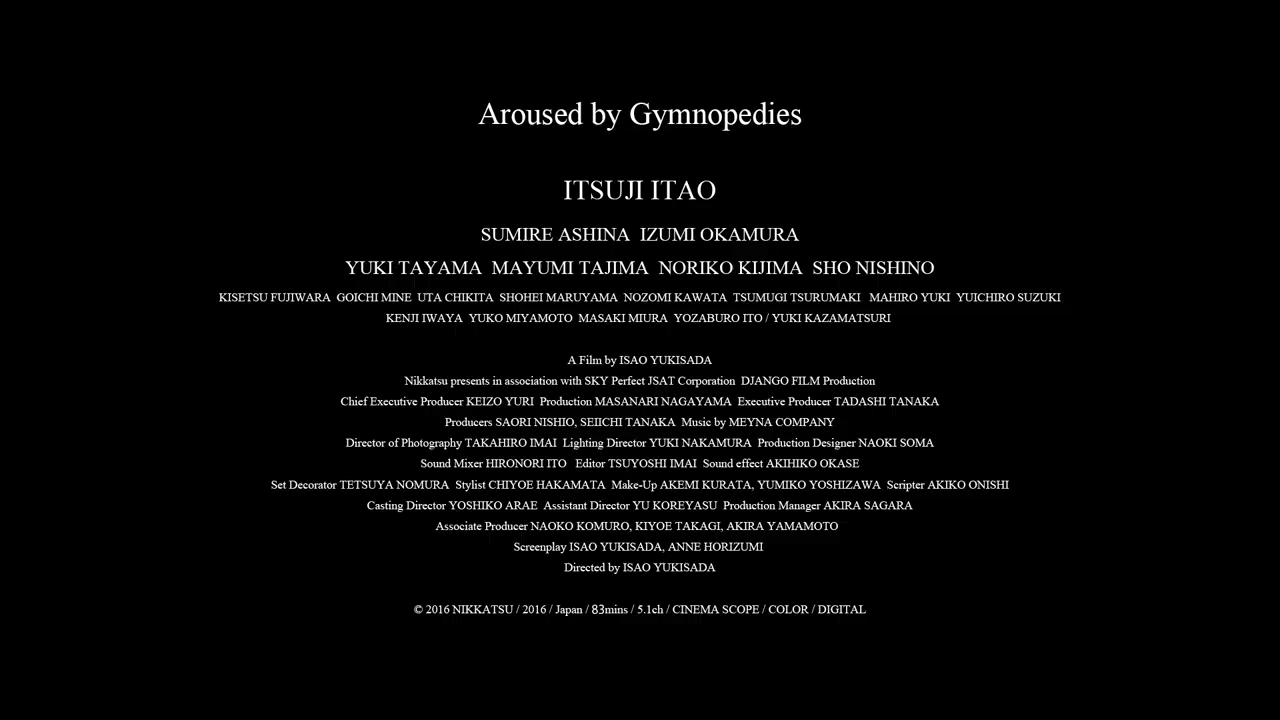 Aroused by Gymnopedies
ITSUJI ITAO
SUMIRE ASHINA IZUMI OKAMURA
YUKI TAYAMA MAYUMI TAJIMA NORIKO KIJIMA SHO NISHINO
KISETSU FUJIWARA GOICHI MINE UTA CHIKITA SHOHEI MARUYAMA NOZOMI KAWATA TSUMUGI TSURUMAKI MAHIRO YUKI YUICHIRO SUZUKI
KENJI IWAYA YUKO MIYAMOTO MASAKI MIURA YOZABURO ITO / YUKI KAZAMATSURI
A Film by ISAO YUKISADA
Nikkatsu presents in association with SKY Perfect JSAT Corporation DJANGO FILM Production
Chief Executive Producer KEIZO YURI Production MASANARI NAGAYAMA Executive Producer TADASHI TANAKA
Producers SAORI NISHIO, SEIICHI TANAKA Music by MEYNA COMPANY
Director of Photography TAKAHIRO IMAI Lighting Director YUKI NAKAMURA Production Designer NAOKI SOMA
Sound Mixer HIRONORI ITO Editor TSUYOSHI IMAI Sound effect AKIHIKO OKASE
Set Decorator TETSUYA NOMURA Stylist CHIYOE HAKAMATA Make-Up AKEMI KURATA, YUMIKO YOSHIZAWA Scripter AKIKO ONISHI
Casting Director YOSHIKO ARAE Assistant Director YU KOREYASU Production Manager AKIRA SAGARA
Associate Producer NAOKO KOMURO, KIYOE TAKAGI, AKIRA YAMAMOTO
Screenplay ISAO YUKISADA, ANNE HORIZUMI
Directed by ISAO YUKISADA
© 2016 NIKKATSU / 2016 / Japan / 83mins / 5.1ch / CINEMA SCOPE / COLOR / DIGITAL